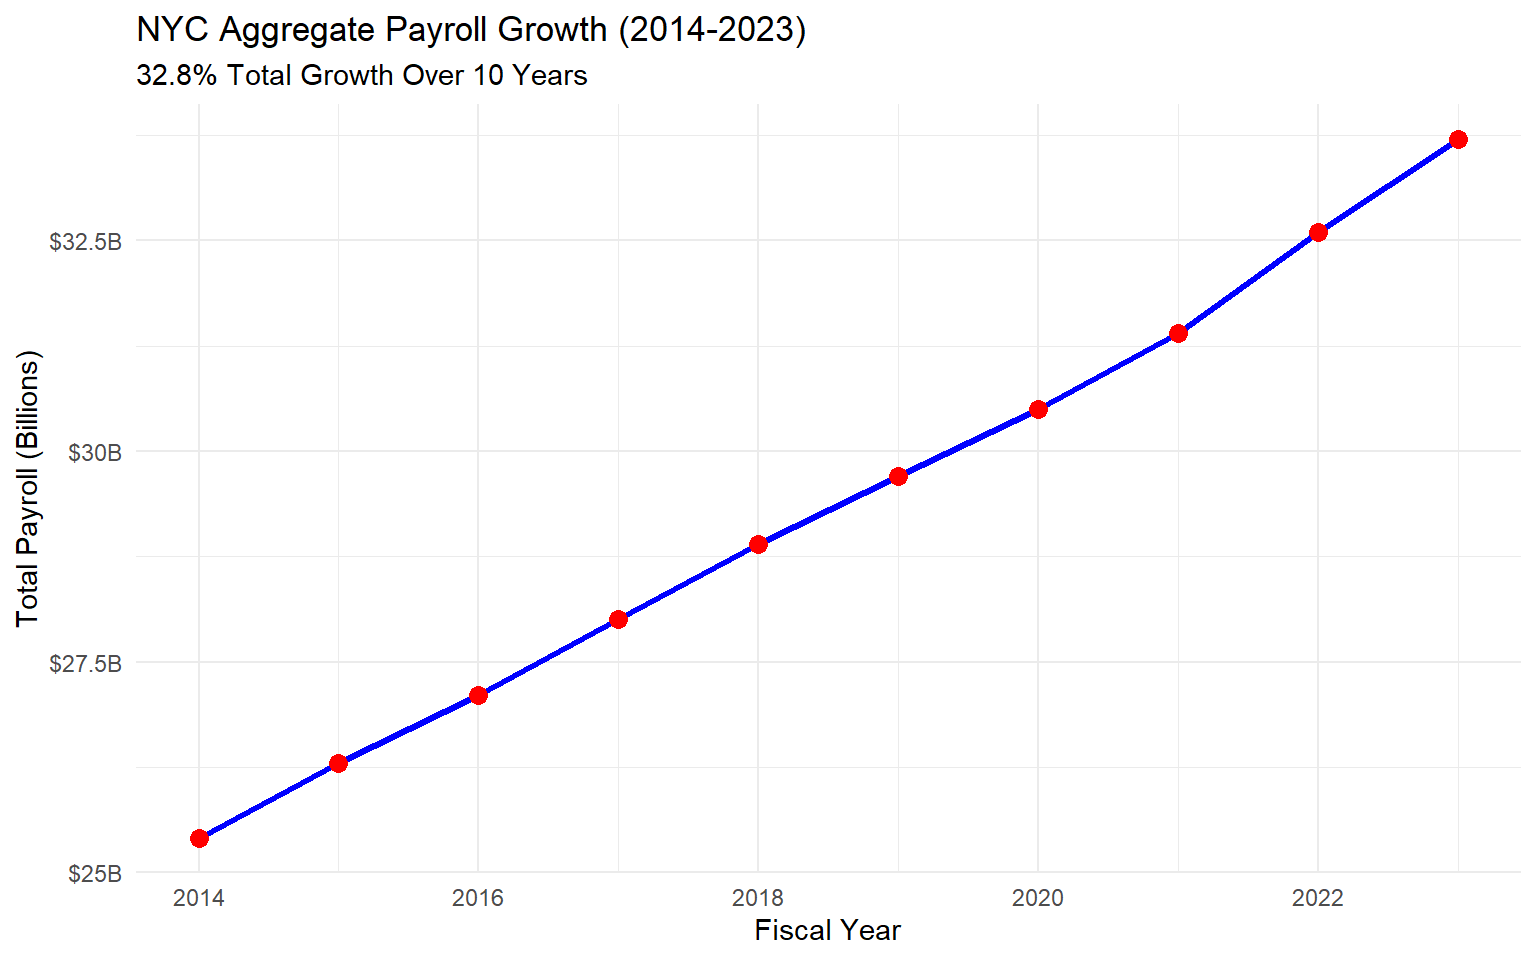 NYC Aggregate Payroll Growth (2014-2023)
32.8% Total Growth Over 10 Years
Total Payroll (Billions)
$32.5B
$30B
$27.5B
$25B
2014 2016 2018 2020 2022
Fiscal Year